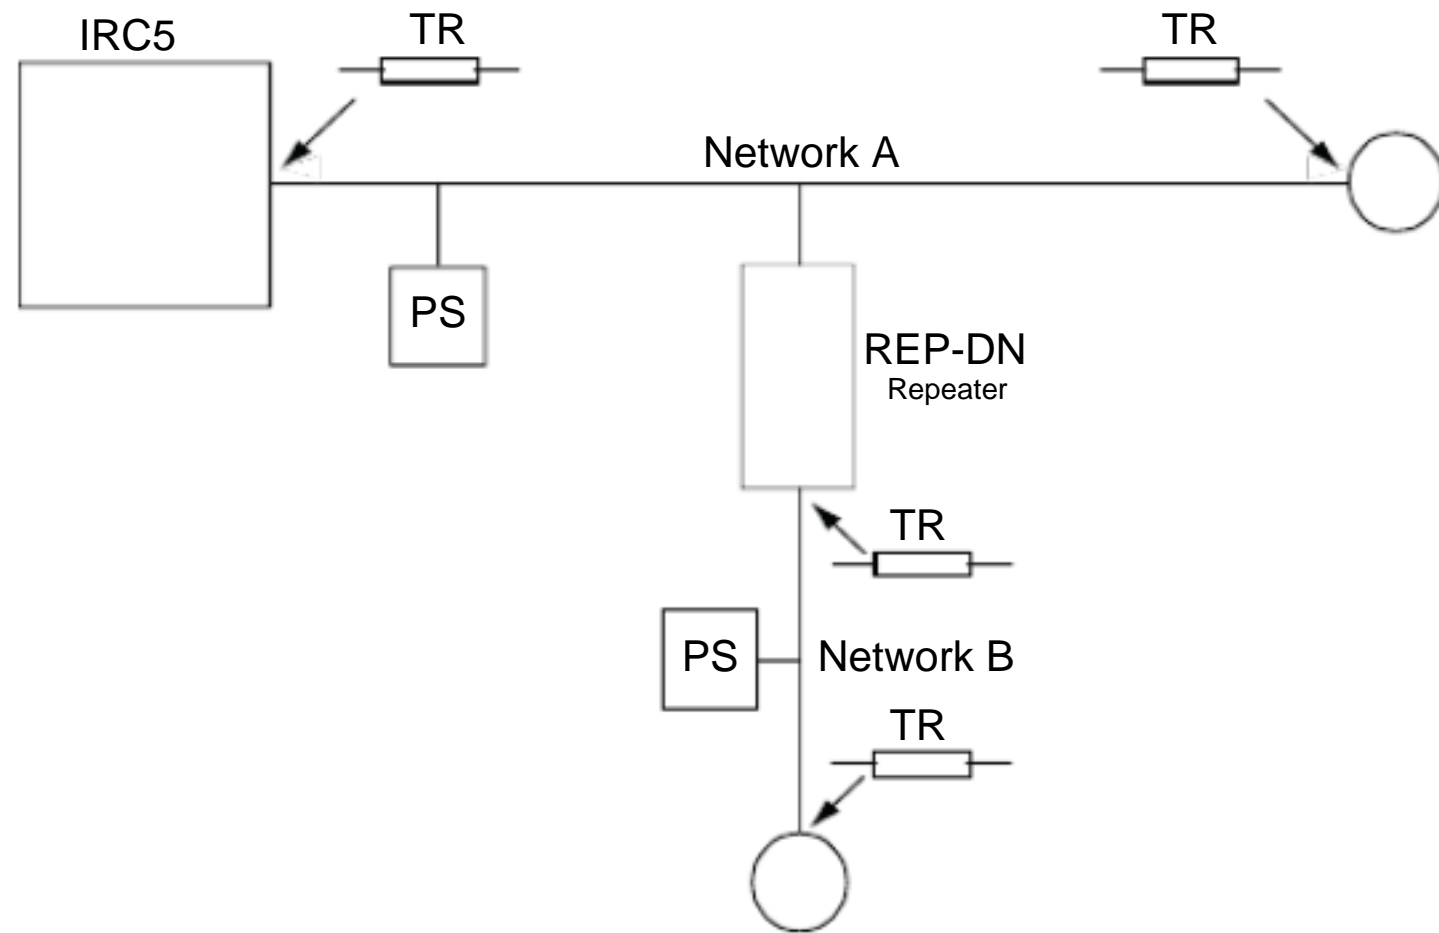 IRC5
TR
TR
Network A
PS
REP-DN
Repeater
TR
PS
Network B
TR